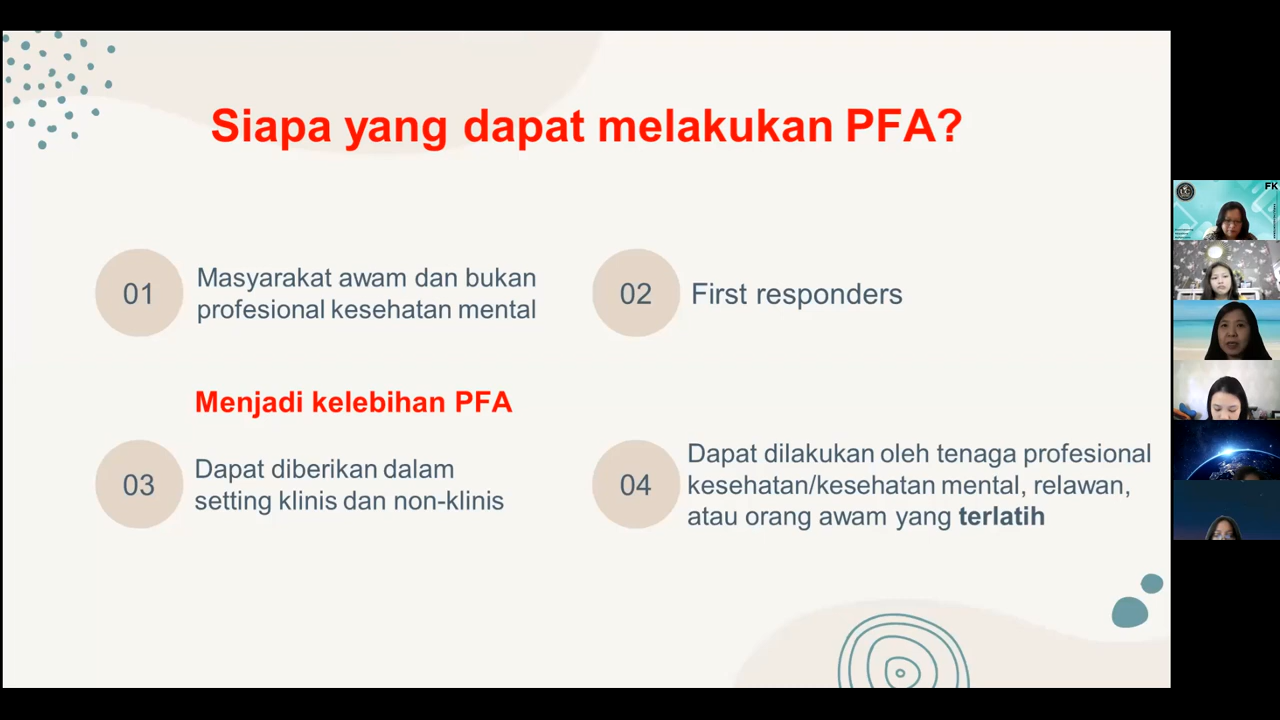 Siapa yang dapat melakukan PFA?
01
Masyarakat awam dan bukan
profesional kesehatan mental
02
First responders
Menjadi kelebihan PFA
03
Dapat diberikan dalam
setting klinis dan non-klinis
04
Dapat dilakukan oleh tenaga profesional
kesehatan/kesehatan mental, relawan,
atau orang awam yang terlatih
FK